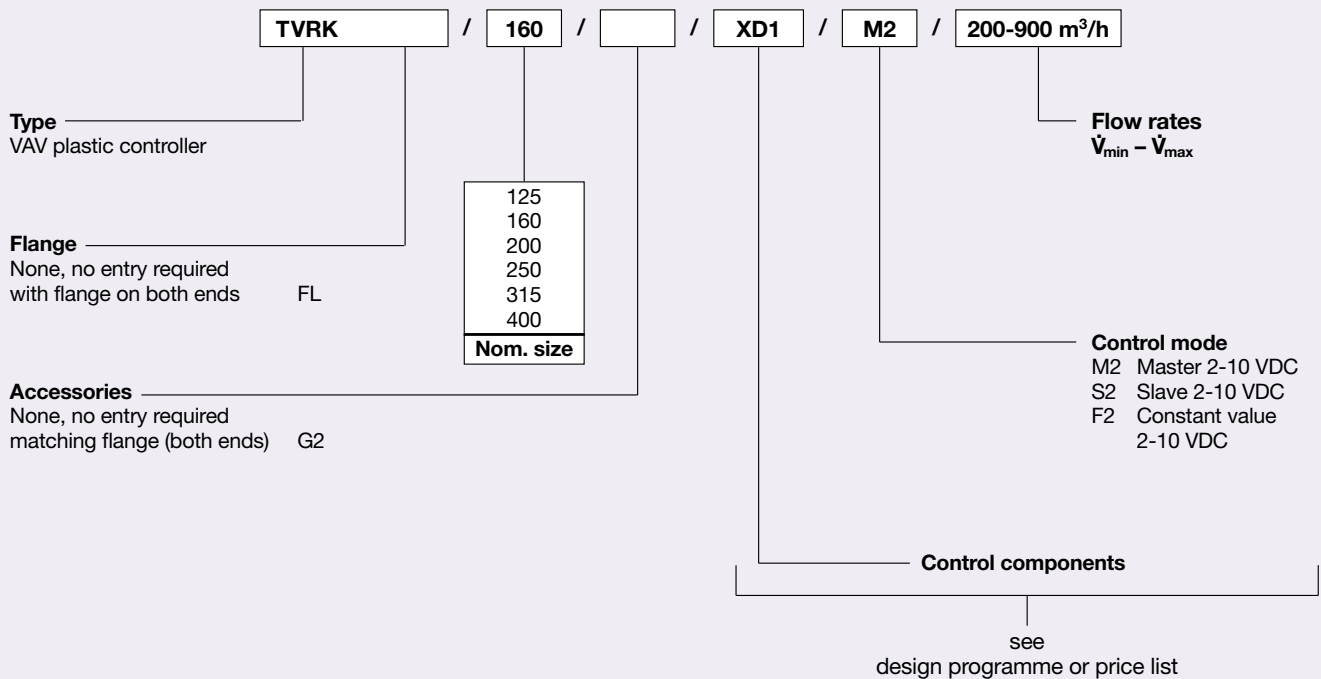 TVRK / 160 / / XD1 / M2 / 200-900 m³/h
Type
VAV plastic controller
Flange
None, no entry required
with flange on both ends FL
Accessories
None, no entry required
matching flange (both ends) G2
125
160
200
250
315
400
Nom. size
Flow rates
V̇min – V̇max
Control mode
M2 Master 2-10 VDC
S2 Slave 2-10 VDC
F2 Constant value
2-10 VDC
Control components
see
design programme or price list